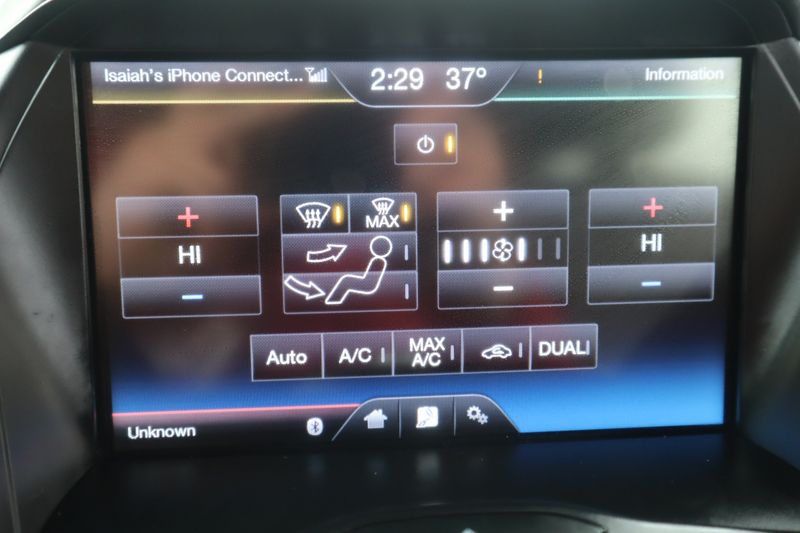 Isaiah's iPhone Connect...
2:29 37°
!
Information
MAX
HI
HI
Auto
A/C
MAX
A/C
DUAL
Unknown